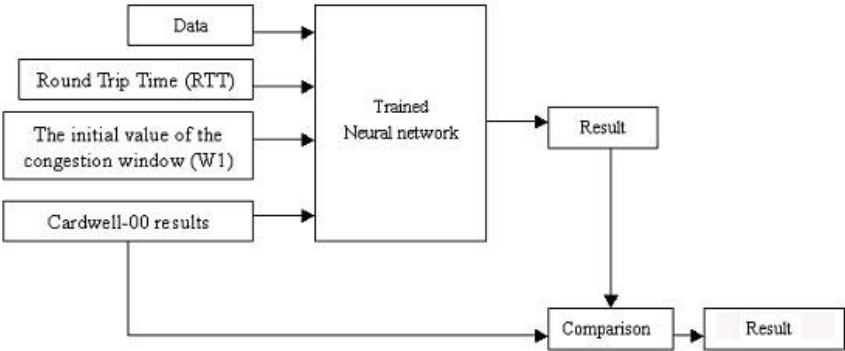 Data
Round Trip Time (RTT)
The initial value of the
congestion window (W1)
Cardwell-00 results
Trained
Neural network
Result
Comparison
Result